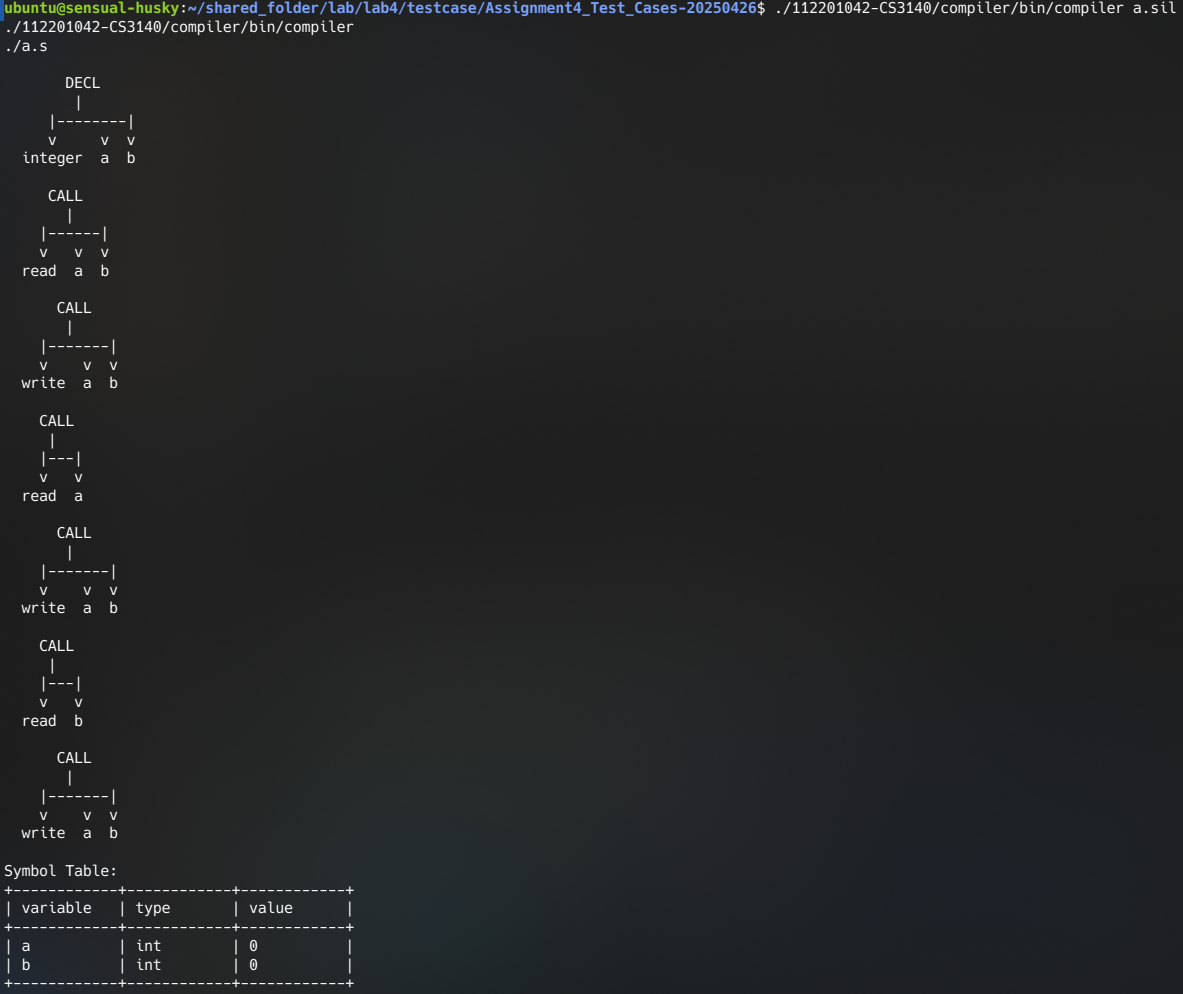 ubuntu@sensual-husky:~/shared_folder/lab/lab4/testcase/Assignment4_Test_Cases-20250426$ ./112201042-CS3140/compiler/bin/compiler a.sil
./112201042-CS3140/compiler/bin/compiler
./a.s

       DECL
        |
     |--------|
     v     v  v
  integer  a  b

     CALL
       |
    |------|
    v   v  v
  read  a  b

      CALL
       |
    |-------|
    v    v  v
  write  a  b

    CALL
     |
    |---|
    v   v
  read  a

      CALL
       |
    |-------|
    v    v  v
  write  a  b

    CALL
     |
    |---|
    v   v
  read  b

      CALL
       |
    |-------|
    v    v  v
  write  a  b

Symbol Table:
+------------+------------+------------+
| variable   | type       | value      |
+------------+------------+------------+
| a          | int        | 0          |
| b          | int        | 0          |
+------------+------------+------------+